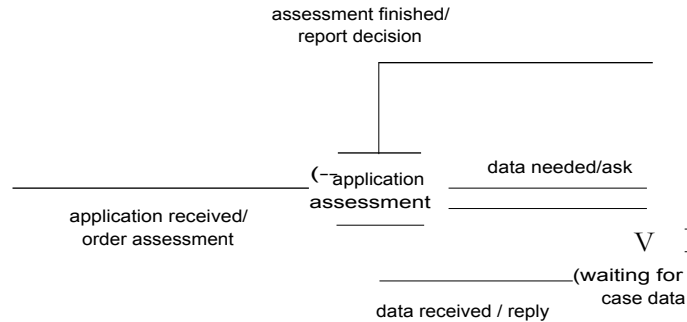 assessment finished/
report decision
(--application
assessment
data needed/ask
application received/
order assessment
V
(waiting for
case data
data received / reply